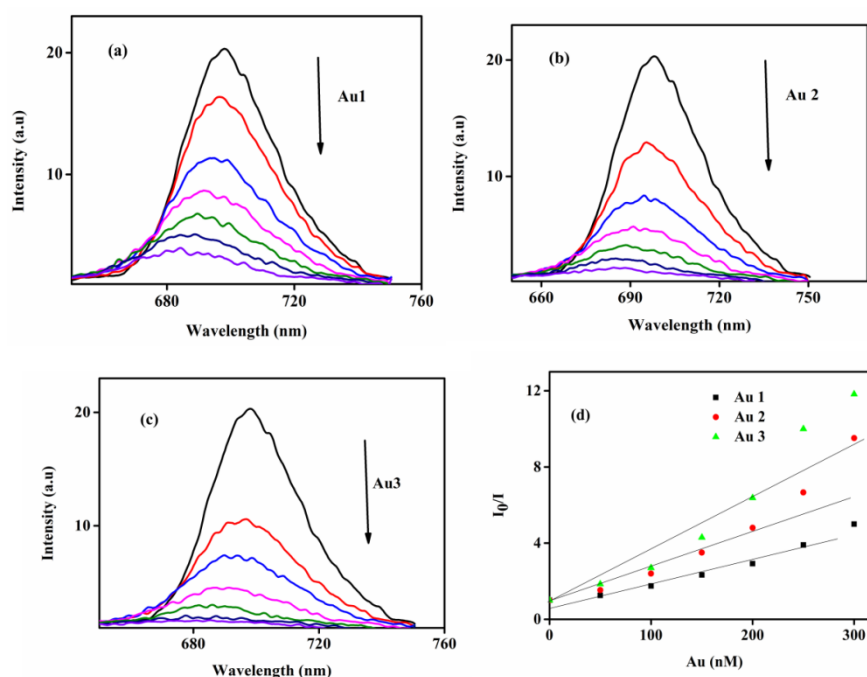 (a)
Au1
20
10
Intensity (a.u)
680 720 760
Wavelength (nm)
(b)
Au 2
20
10
Intensity (a.u)
660 690 720 750
Wavelength (nm)
(c)
Au3
20
10
Intensity (a.u)
680 720 760
Wavelength (nm)
(d)
Au 1
Au 2
Au 3
12
8
4
0
I0/I
0 100 200 300
Au (nM)